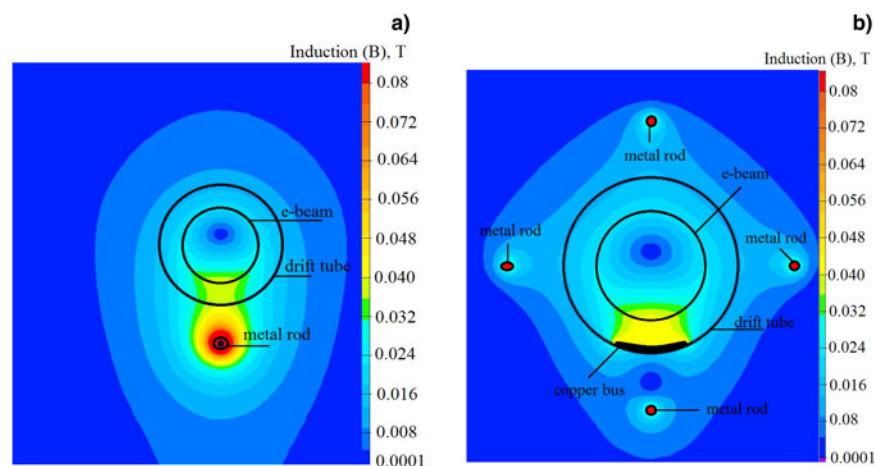 a)
Induction (B), T
0.08
0.072
0.064
0.056
0.048
0.040
0.032
0.024
0.016
0.008
0.0001
e-beam
drift tube
metal rod
b)
Induction (B), T
0.08
0.072
0.064
0.056
0.048
0.040
0.032
0.024
0.016
0.08
0.0001
metal rod
e-beam
metal rod
metal rod
drift tube
copper bus
metal rod